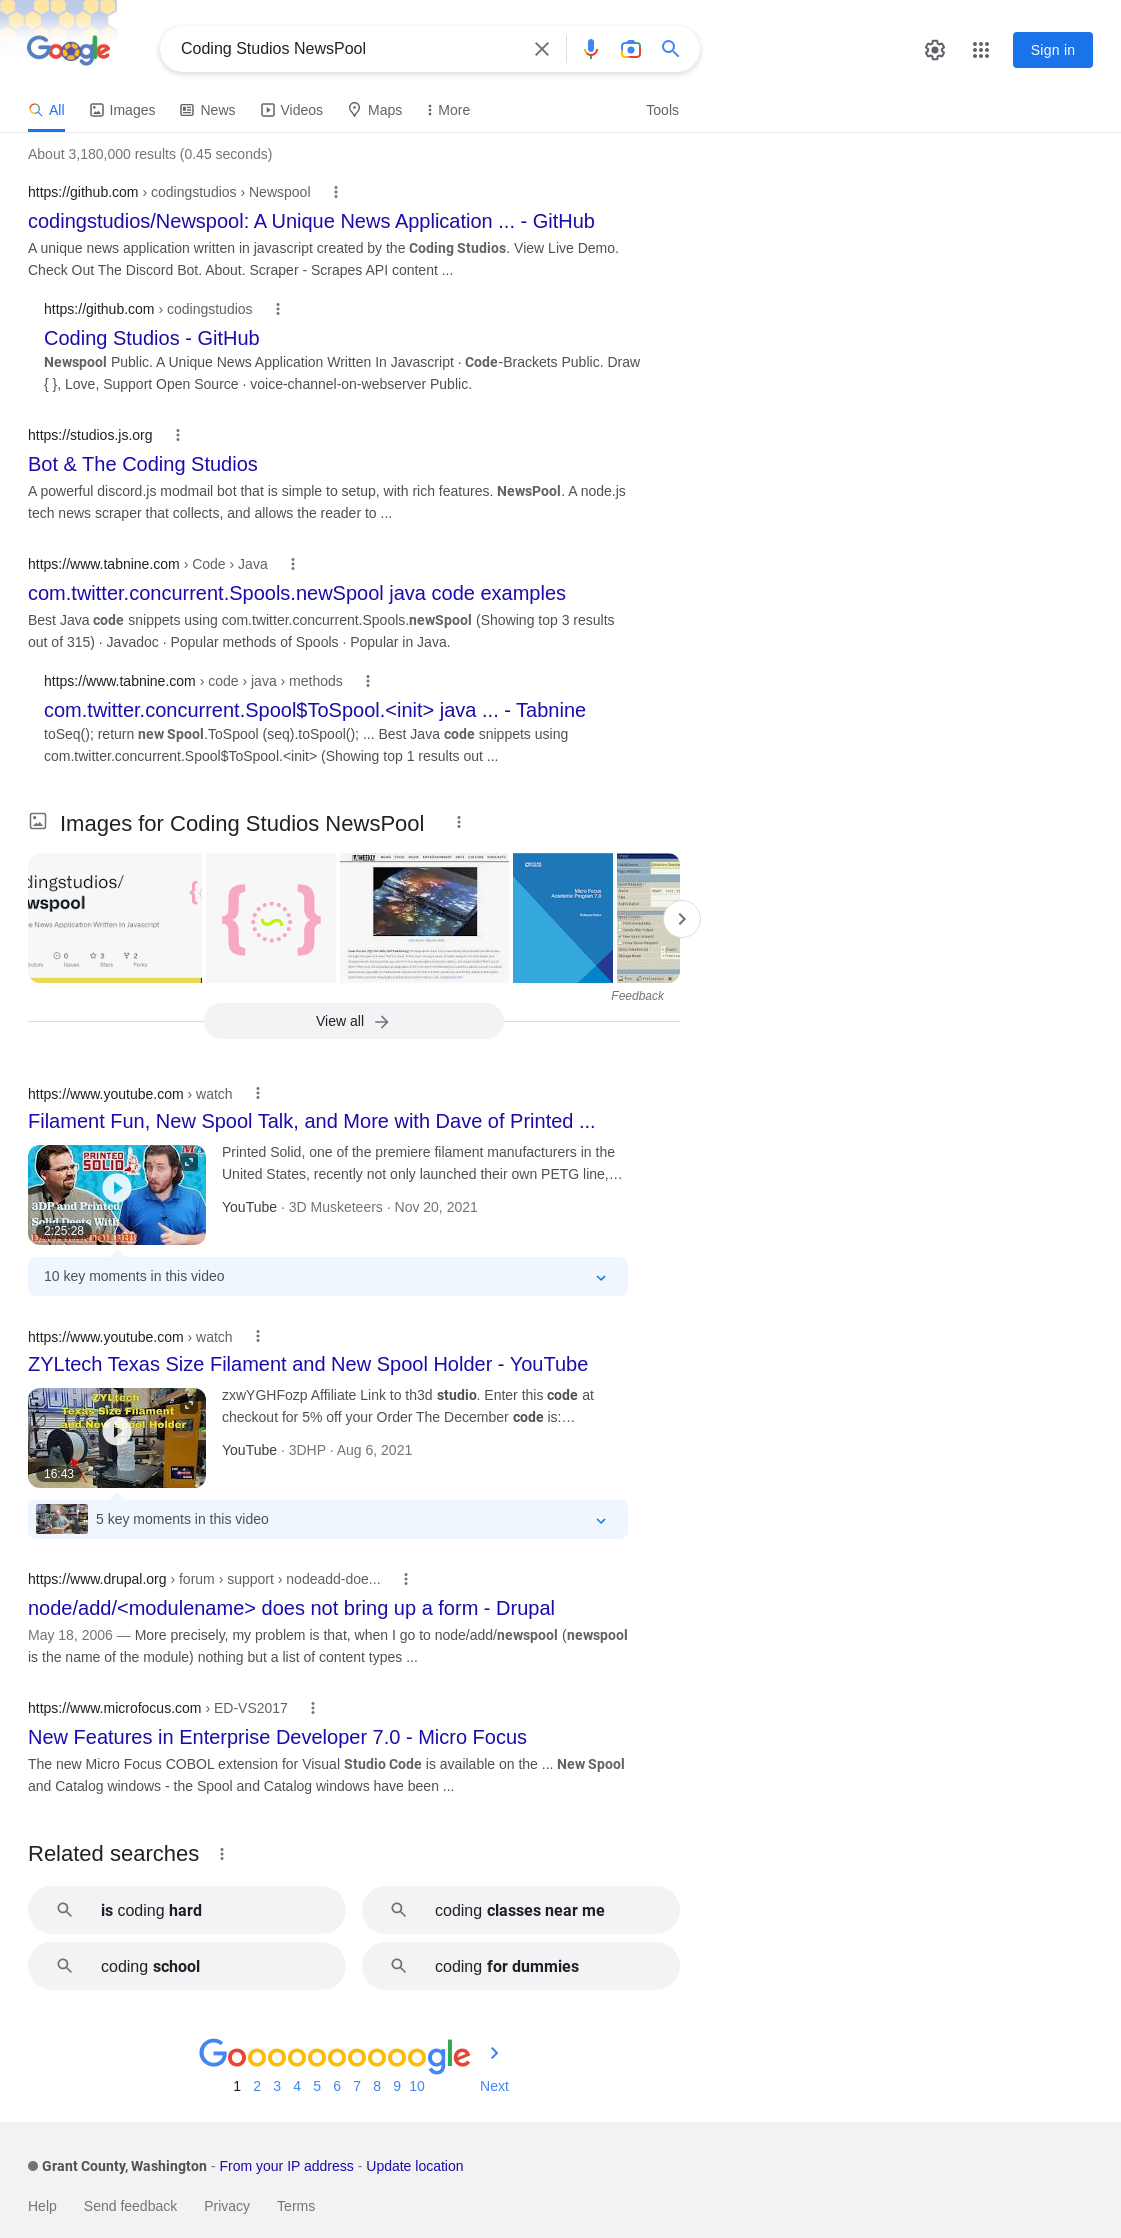 Google
Coding Studios NewsPool
Sign in
All
Images
News
Videos
Maps
More
Tools
About 3,180,000 results (0.45 seconds)
https://github.com › codingstudios › Newspool
codingstudios/Newspool: A Unique News Application ... - GitHub
A unique news application written in javascript created by the Coding Studios. View Live Demo.
Check Out The Discord Bot. About. Scraper - Scrapes API content ...
https://github.com › codingstudios
Coding Studios - GitHub
Newspool Public. A Unique News Application Written In Javascript · Code-Brackets Public. Draw
{ }, Love, Support Open Source · voice-channel-on-webserver Public.
https://studios.js.org
Bot & The Coding Studios
A powerful discord.js modmail bot that is simple to setup, with rich features. NewsPool. A node.js
tech news scraper that collects, and allows the reader to ...
https://www.tabnine.com › Code › Java
com.twitter.concurrent.Spools.newSpool java code examples
Best Java code snippets using com.twitter.concurrent.Spools.newSpool (Showing top 3 results
out of 315) · Javadoc · Popular methods of Spools · Popular in Java.
https://www.tabnine.com › code › java › methods
com.twitter.concurrent.Spool$ToSpool.<init> java ... - Tabnine
toSeq(); return new Spool.ToSpool (seq).toSpool(); ... Best Java code snippets using
com.twitter.concurrent.Spool$ToSpool.<init> (Showing top 1 results out ...
Images for Coding Studios NewsPool
dingstudios/
wspool
e News Application Written In Javascript
0
3
2
utors
Issues
Stars
Forks
Micro Focus
Academic Program 7.0
Release Notes
Feedback
View all
https://www.youtube.com › watch
Filament Fun, New Spool Talk, and More with Dave of Printed ...
PRINTED
SOLID
3DP and Printed
Solid Deets With
2:25:28
Printed Solid, one of the premiere filament manufacturers in the
United States, recently not only launched their own PETG line,…
YouTube · 3D Musketeers · Nov 20, 2021
10 key moments in this video
https://www.youtube.com › watch
ZYLtech Texas Size Filament and New Spool Holder - YouTube
ZYLtech
Texas Size Filament
and New Spool Holder
16:43
zxwYGHFozp Affiliate Link to th3d studio. Enter this code at
checkout for 5% off your Order The December code is:…
YouTube · 3DHP · Aug 6, 2021
5 key moments in this video
https://www.drupal.org › forum › support › nodeadd-doe...
node/add/<modulename> does not bring up a form - Drupal
May 18, 2006 — More precisely, my problem is that, when I go to node/add/newspool (newspool
is the name of the module) nothing but a list of content types ...
https://www.microfocus.com › ED-VS2017
New Features in Enterprise Developer 7.0 - Micro Focus
The new Micro Focus COBOL extension for Visual Studio Code is available on the ... New Spool
and Catalog windows - the Spool and Catalog windows have been ...
Related searches
is coding hard
coding classes near me
coding school
coding for dummies
Goooooooooogle
1 2 3 4 5 6 7 8 9 10 Next
Grant County, Washington - From your IP address - Update location
Help Send feedback Privacy Terms